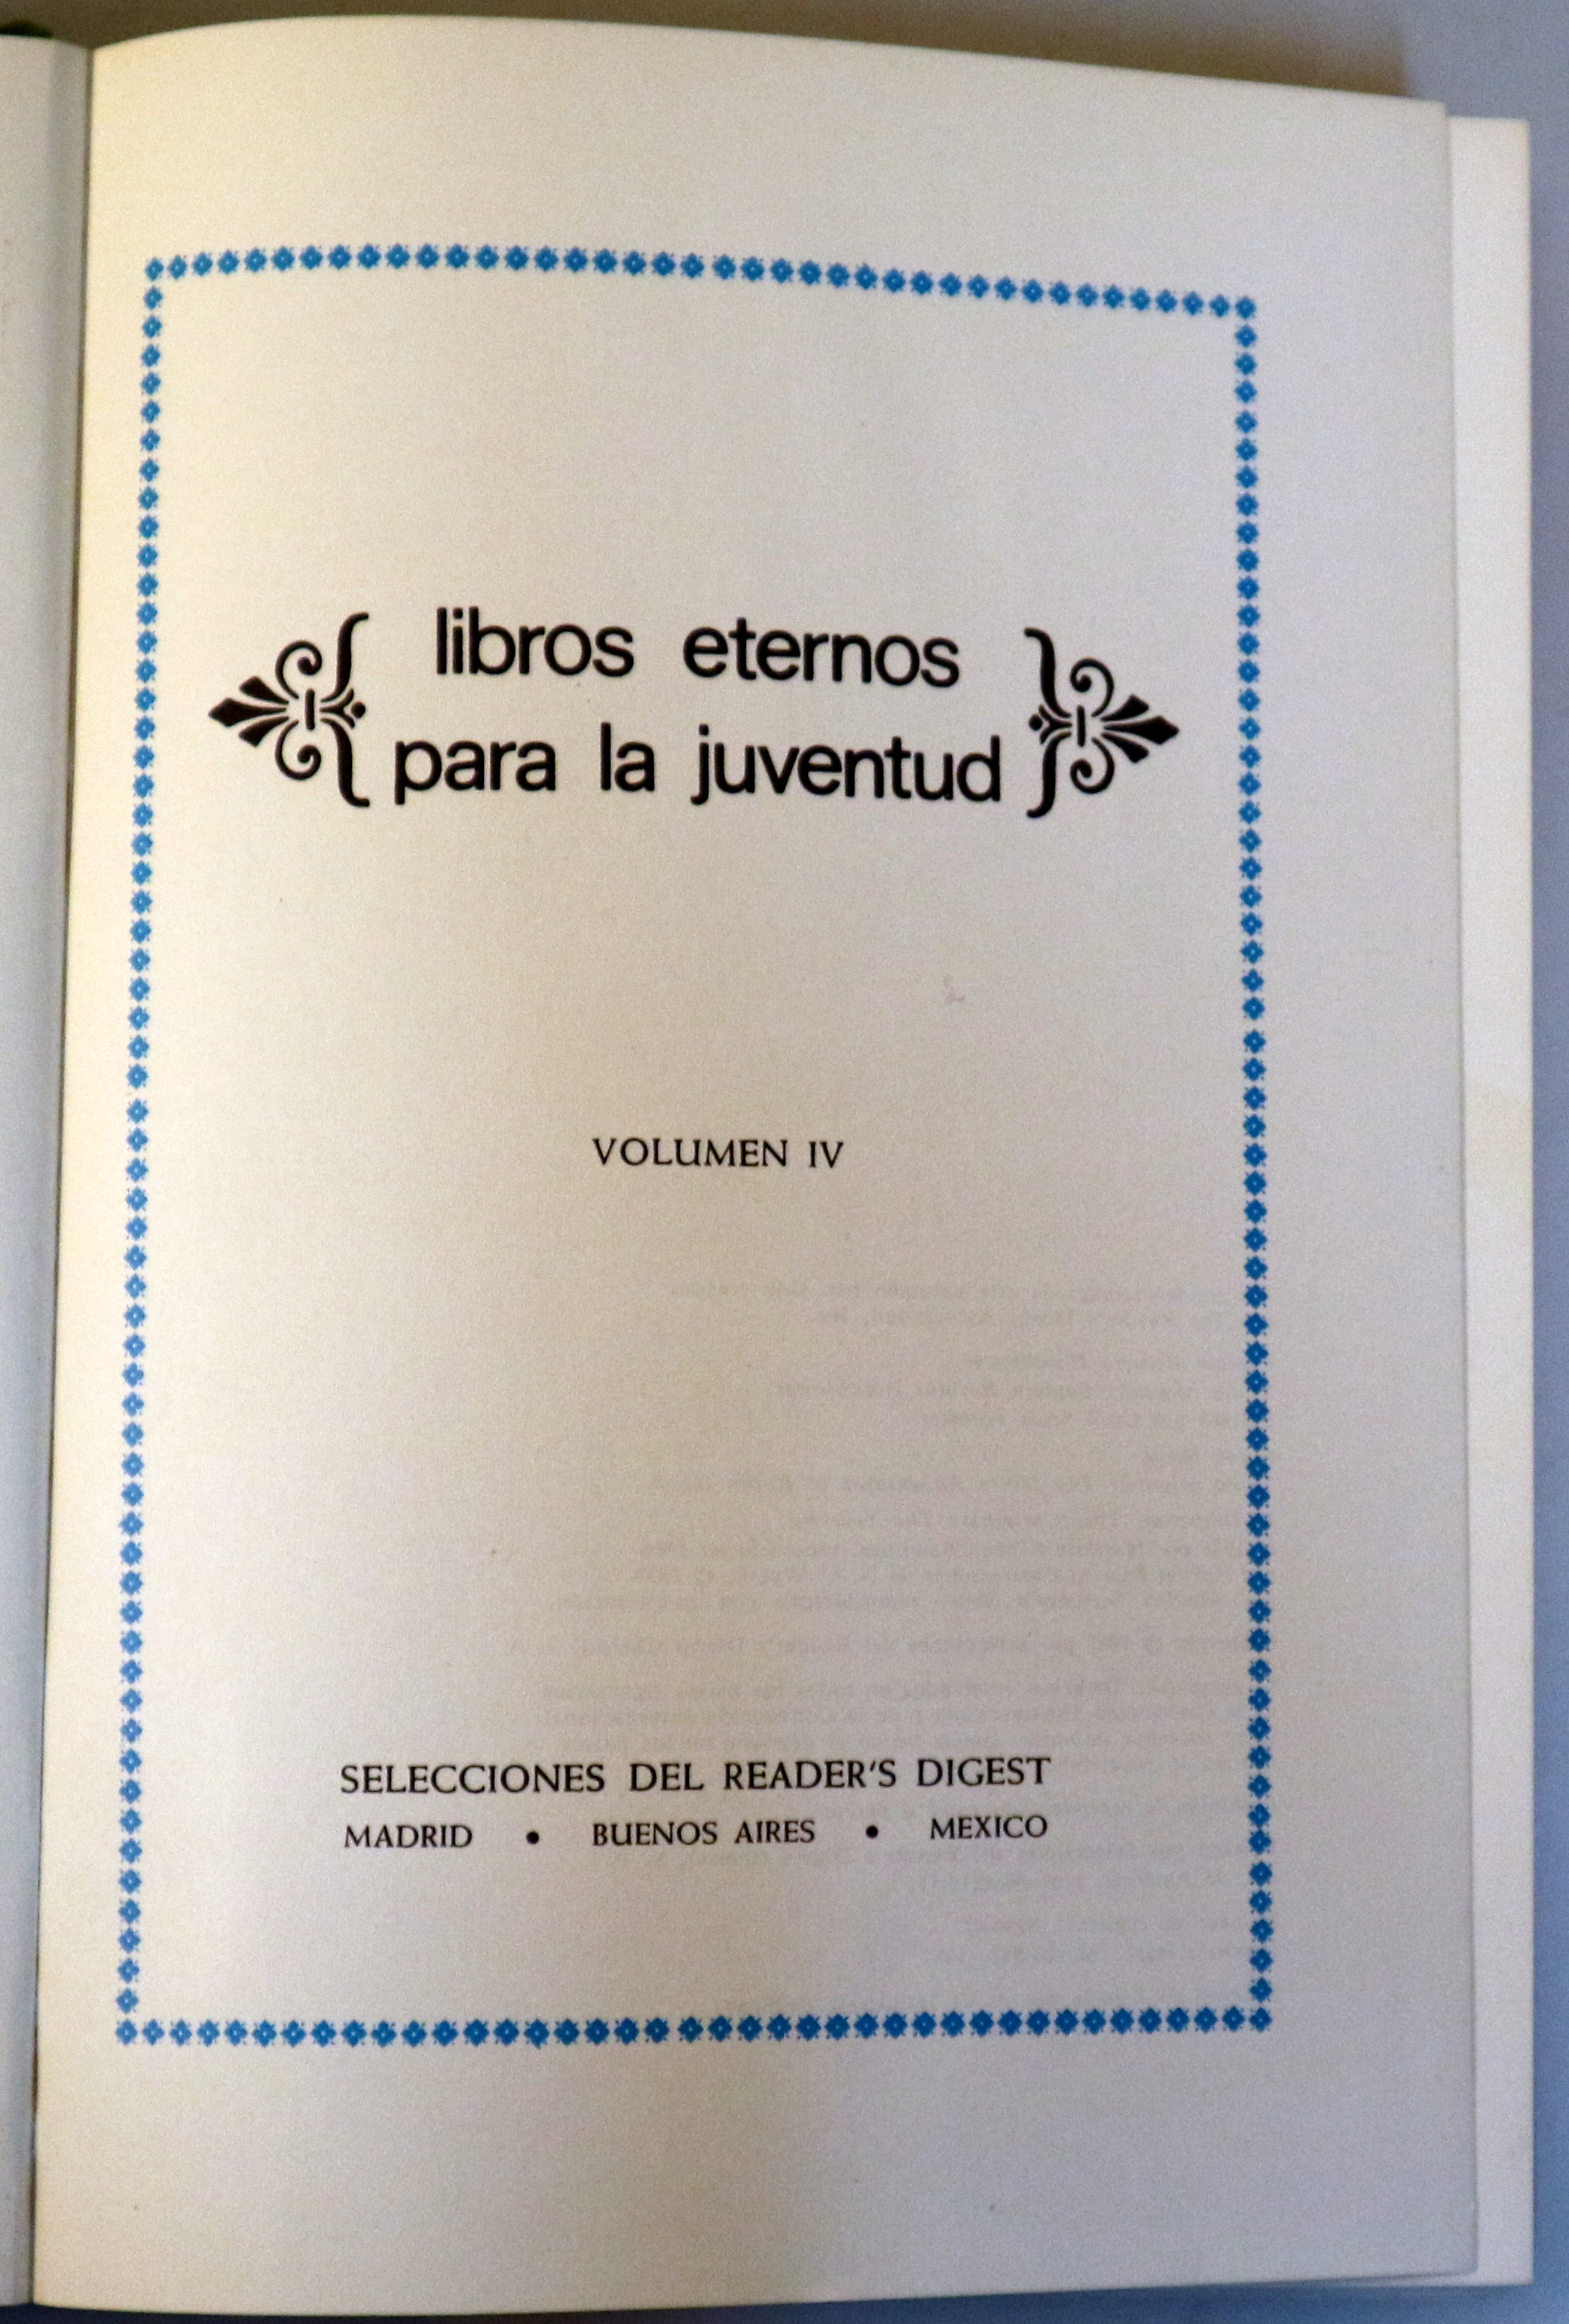 libros eternos
para la juventud
VOLUMEN IV
SELECCIONES DEL READER'S DIGEST
MADRID • BUENOS AIRES • MEXICO